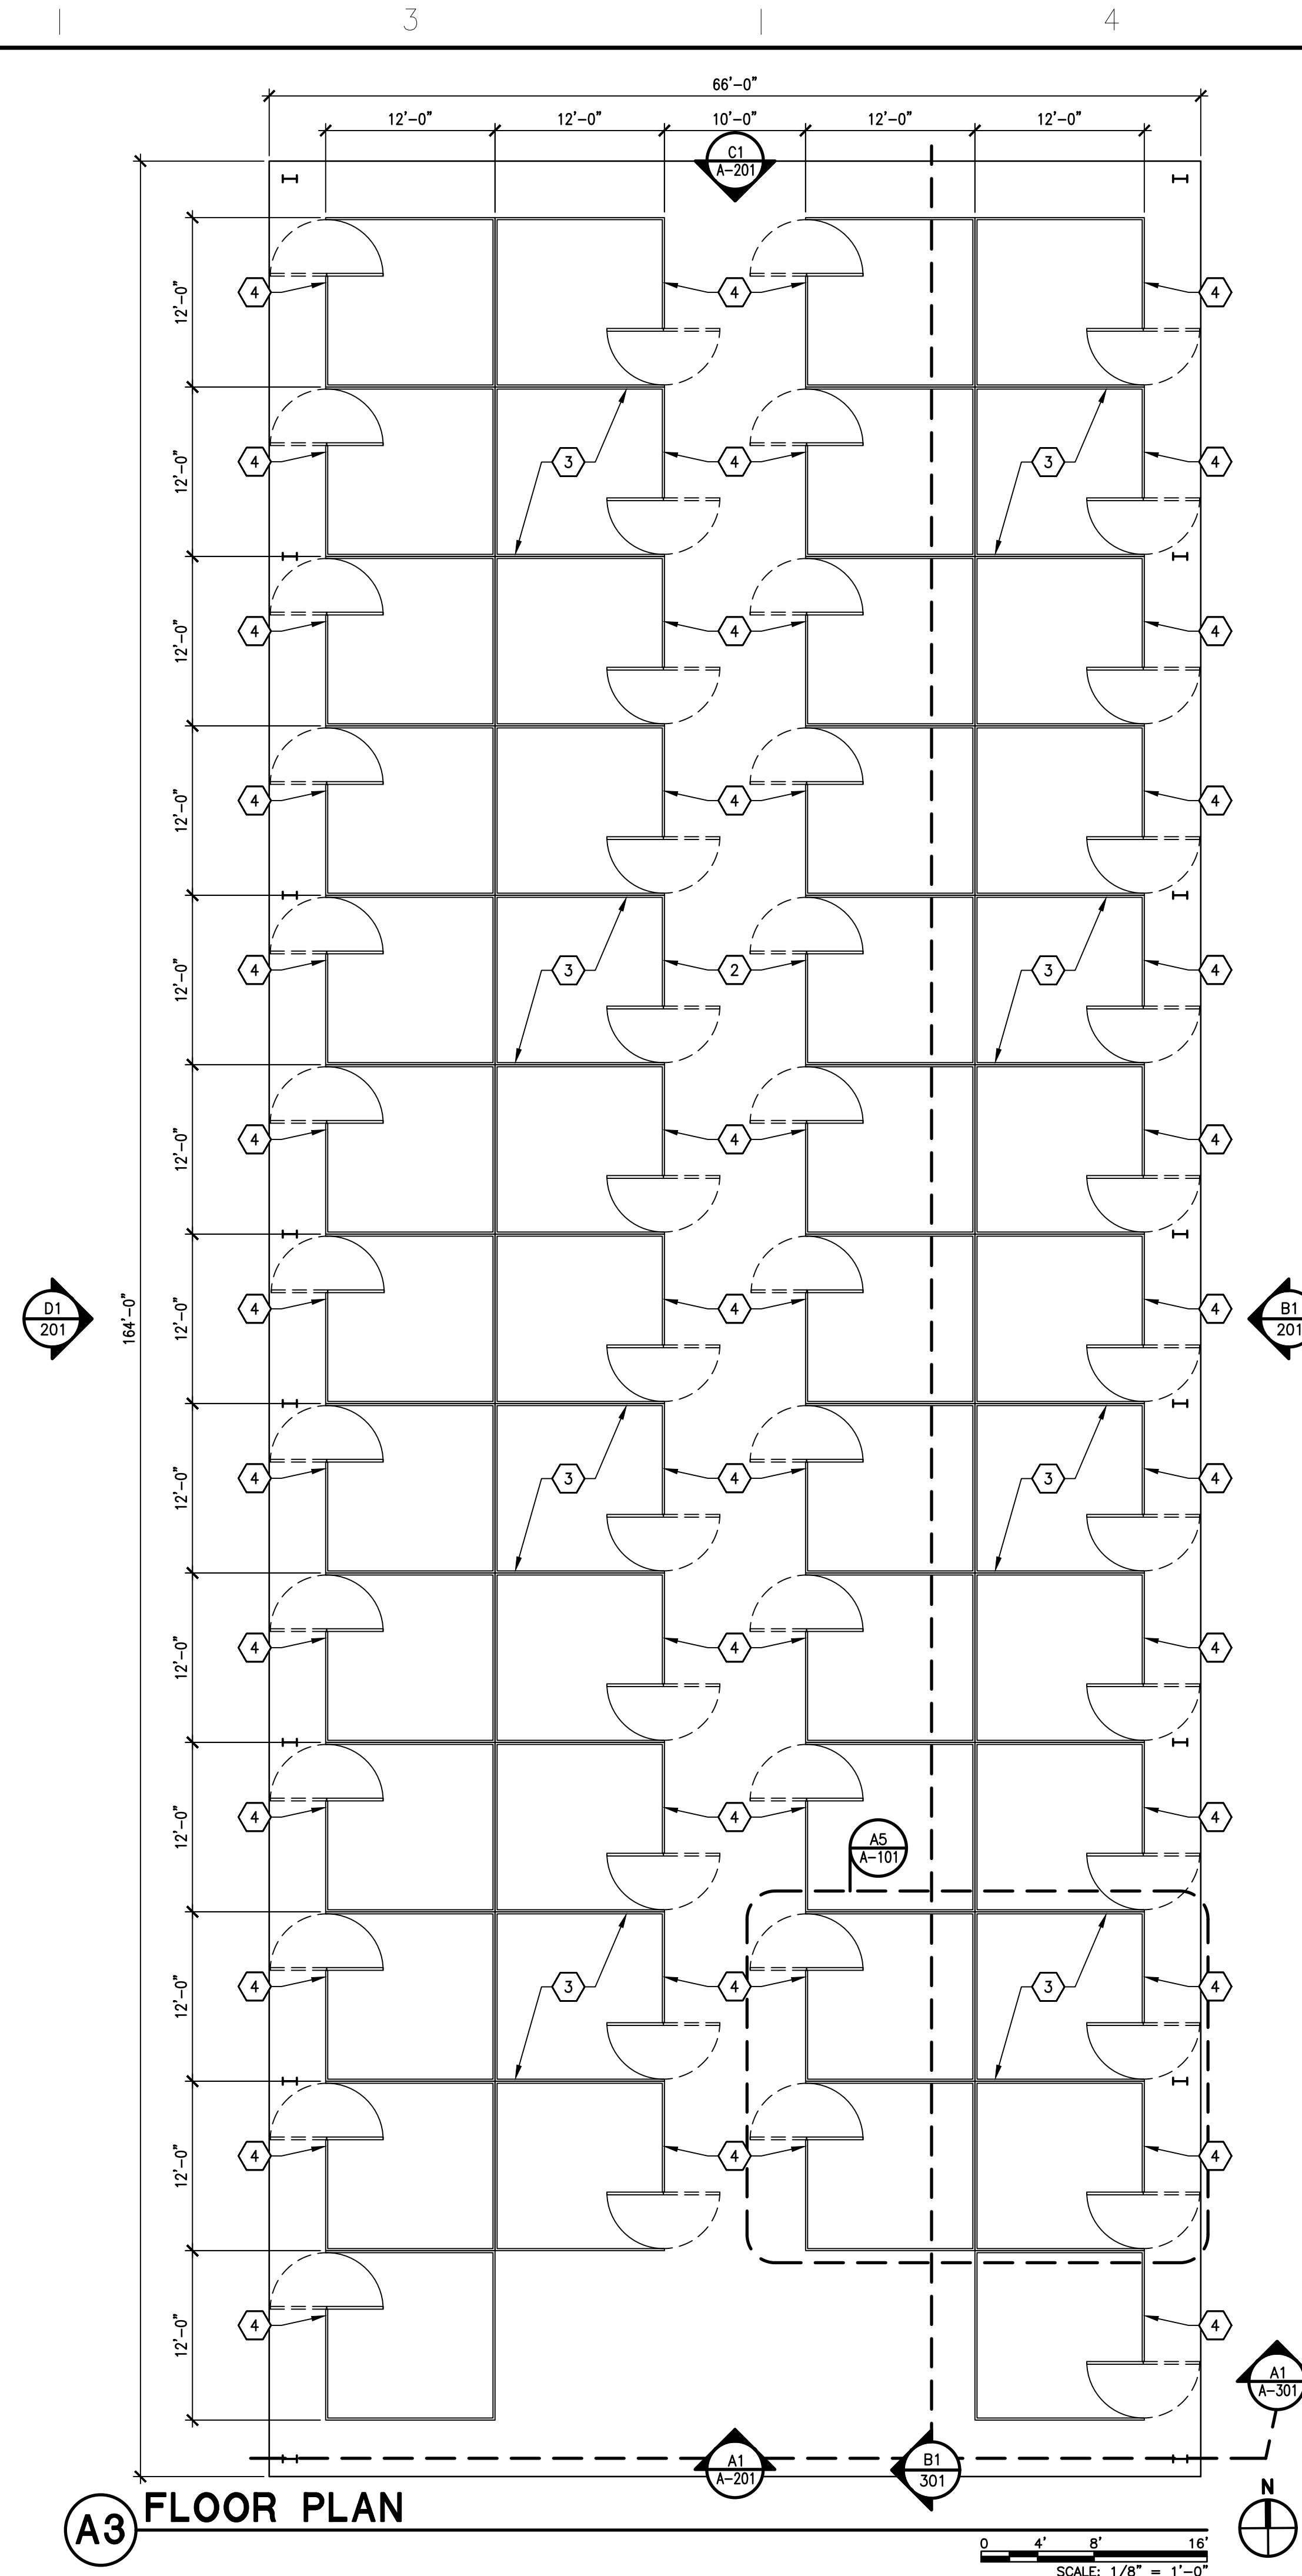 3 4
66'-0"
12'-0" 12'-0" 10'-0" 12'-0" 12'-0"
C1
A-201
12'-0" 4 4 4
12'-0" 4 3 4 3 4
12'-0" 4 4 4
12'-0" 4 4 4
12'-0" 4 3 2 3 4
12'-0" 4 4 4
164'-0"
D1
201
12'-0" 4 4 4
B1
201
12'-0" 4 3 4 3 4
12'-0" 4 4 4
12'-0" 4 4 4
A5
A-101
12'-0" 4 3 4 3 4
12'-0" 4 4 4
12'-0" 4 4
A1
A-301
A1
A-201
B1
301
A3 FLOOR PLAN
N
0 4' 8' 16'
SCALE: 1/8" = 1'-0"